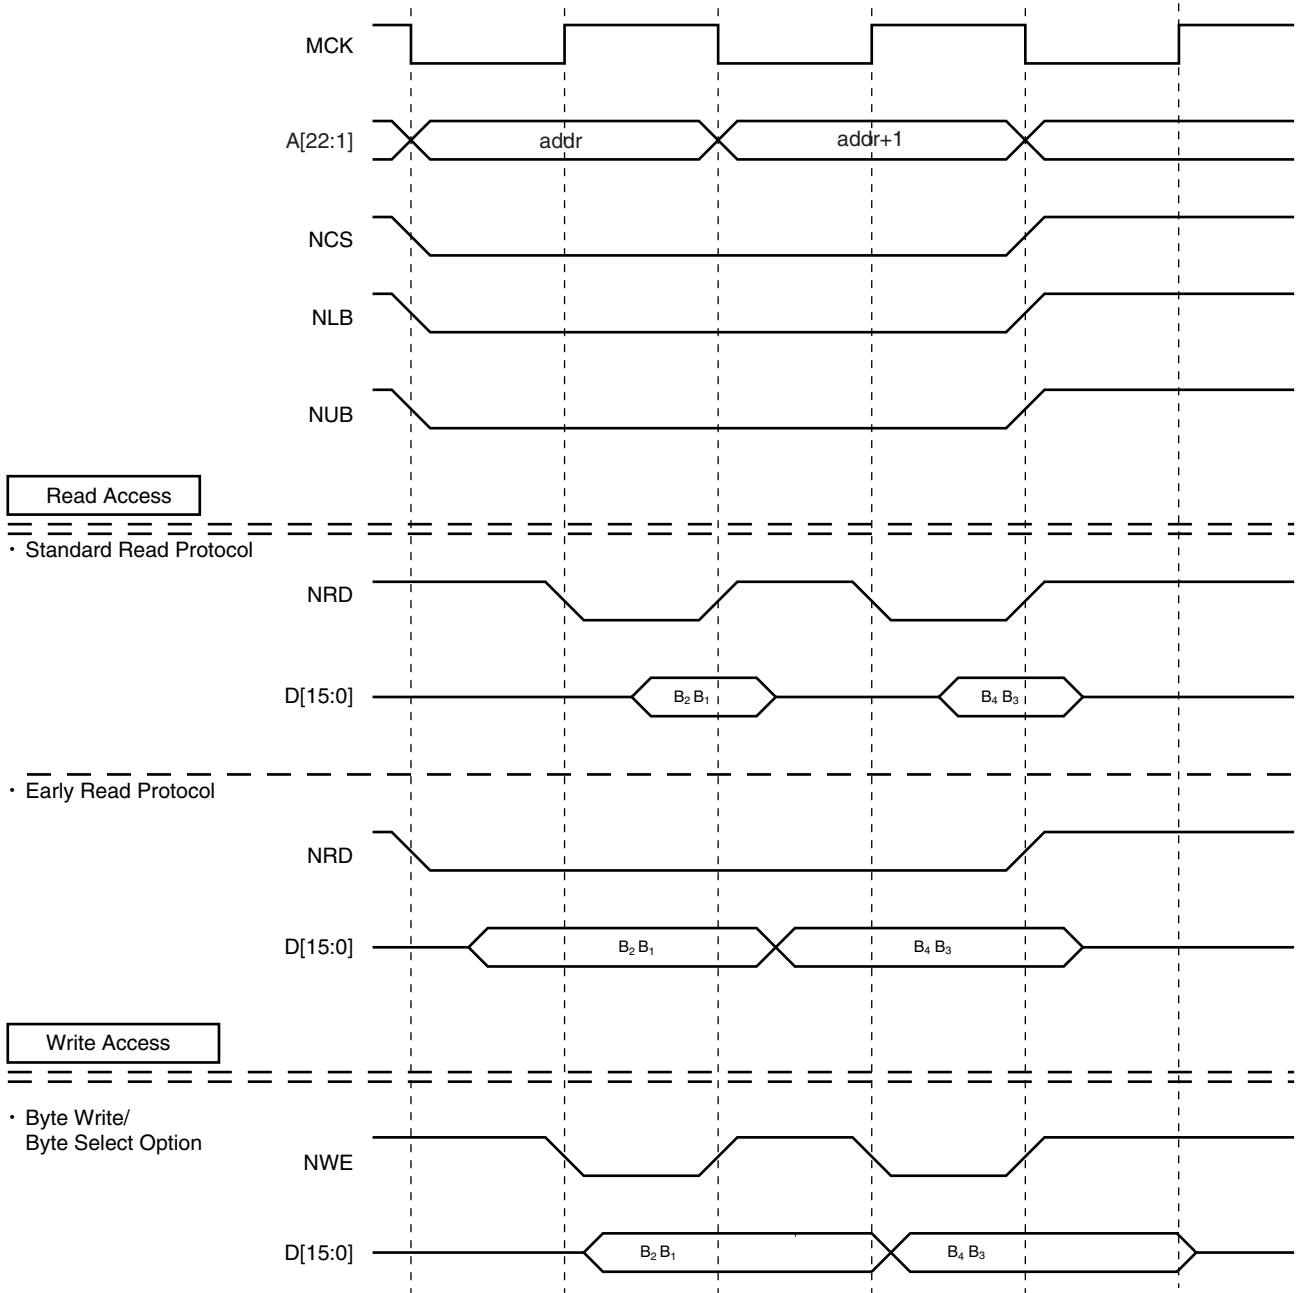 MCK
A[22:1] addr addr+1
NCS
NLB
NUB
Read Access
· Standard Read Protocol
NRD
D[15:0] B₂ B₁ B₄ B₃
· Early Read Protocol
NRD
D[15:0] B₂ B₁ B₄ B₃
Write Access
· Byte Write/
Byte Select Option
NWE
D[15:0] B₂ B₁ B₄ B₃